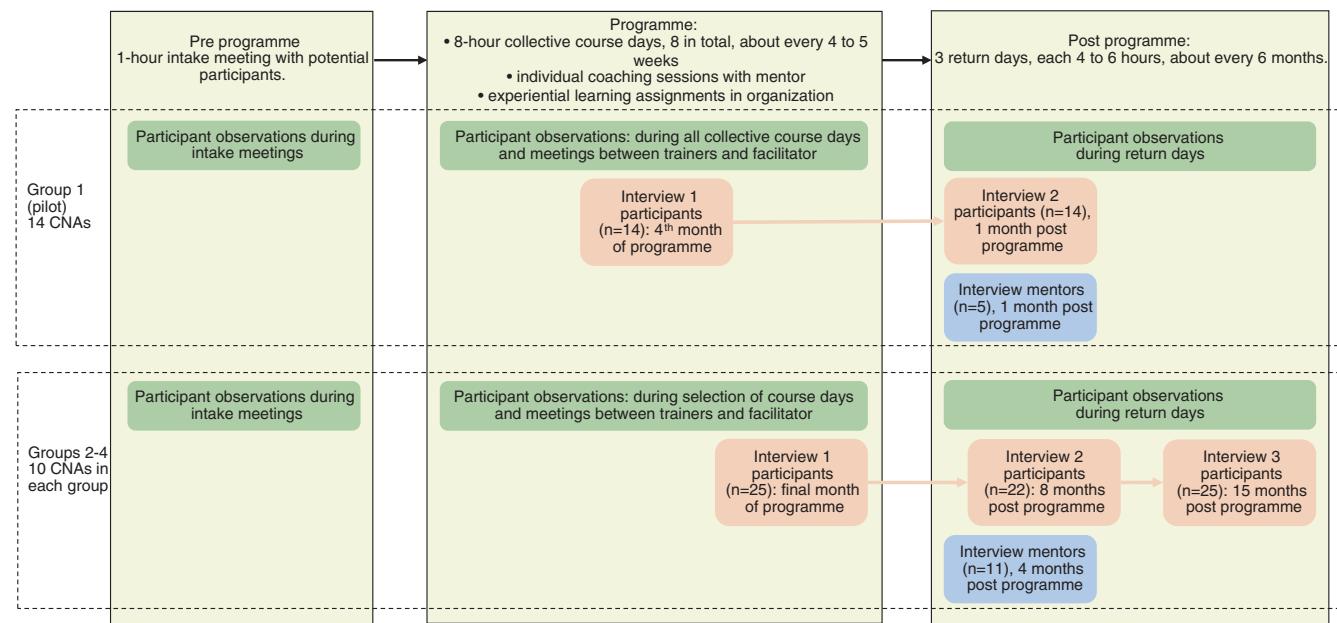 Pre programme
1-hour intake meeting with potential
participants.
Programme:
• 8-hour collective course days, 8 in total, about every 4 to 5
weeks
• individual coaching sessions with mentor
• experiential learning assignments in organization
Post programme:
3 return days, each 4 to 6 hours, about every 6 months.
Group 1
(pilot)
14 CNAs
Participant observations during
intake meetings
Participant observations: during all collective course days
and meetings between trainers and facilitator
Participant observations
during return days
Interview 1
participants
(n=14): 4th month
of programme
Interview 2
participants (n=14),
1 month post
programme
Interview mentors
(n=5), 1 month post
programme
Groups 2-4
10 CNAs in
each group
Participant observations during
intake meetings
Participant observations: during selection of course days
and meetings between trainers and facilitator
Participant observations
during return days
Interview 1
participants
(n=25): final month
of programme
Interview 2
participants
(n=22): 8 months
post programme
Interview 3
participants
(n=25): 15 months
post programme
Interview mentors
(n=11), 4 months
post programme